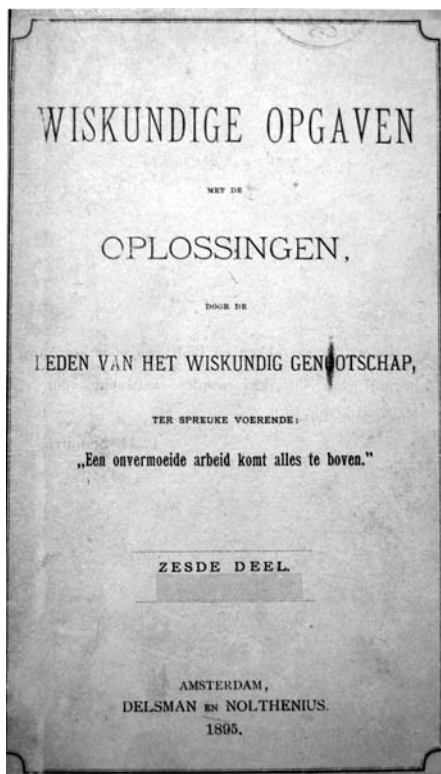 WISKUNDIGE OPGAVEN
MET DE
OPLOSSINGEN,
DOOR DE
LEDEN VAN HET WISKUNDIG GENOOTSCHAP,
TER SPREUKE VOERENDE:
„Een onvermoeide arbeid komt alles te boven.”
ZESDE DEEL.
AMSTERDAM,
DELSMAN EN NOLTHENIUS.
1895.